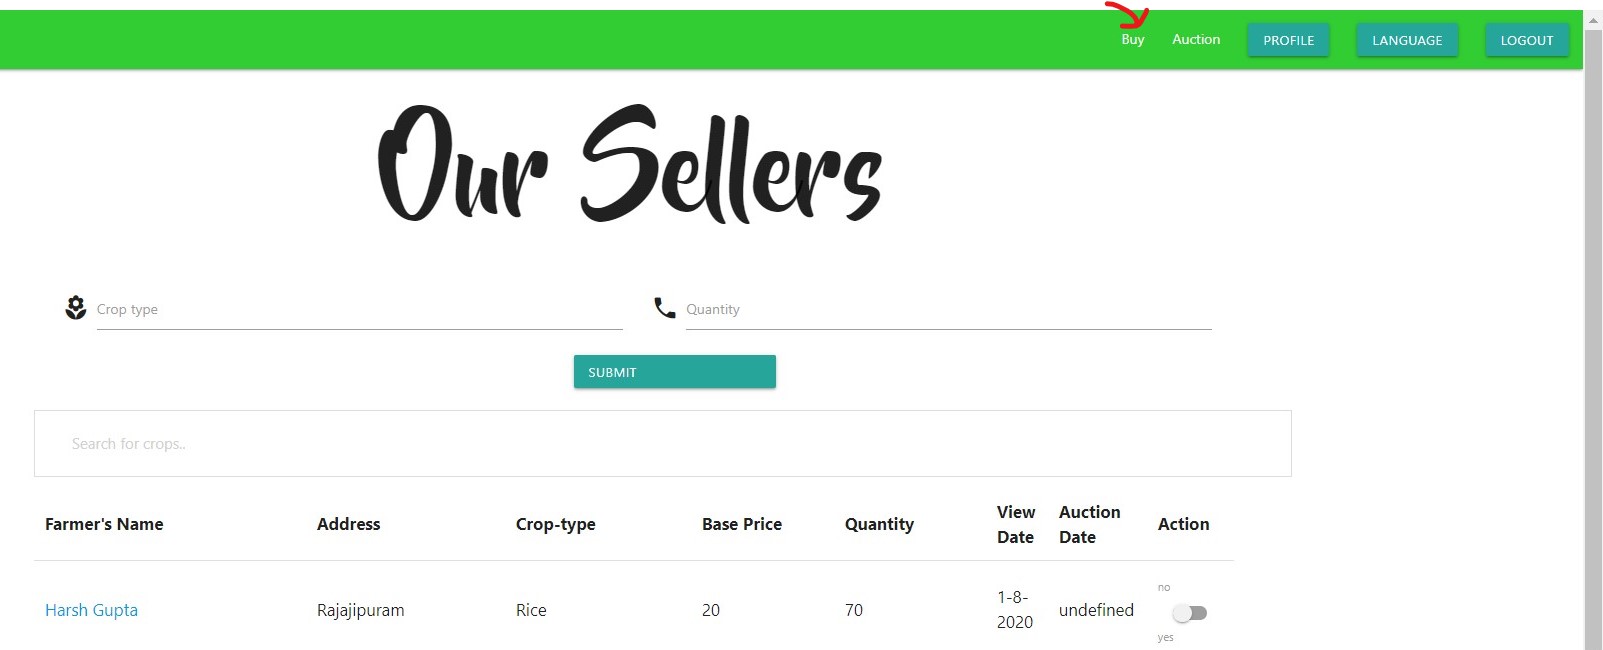 Buy Auction PROFILE LANGUAGE LOGOUT
Our Sellers
Crop type Quantity
SUBMIT
Search for crops..
Farmer's Name Address Crop-type Base Price Quantity View Date Auction Date Action
Harsh Gupta Rajajipuram Rice 20 70 1-8-2020 undefined no yes